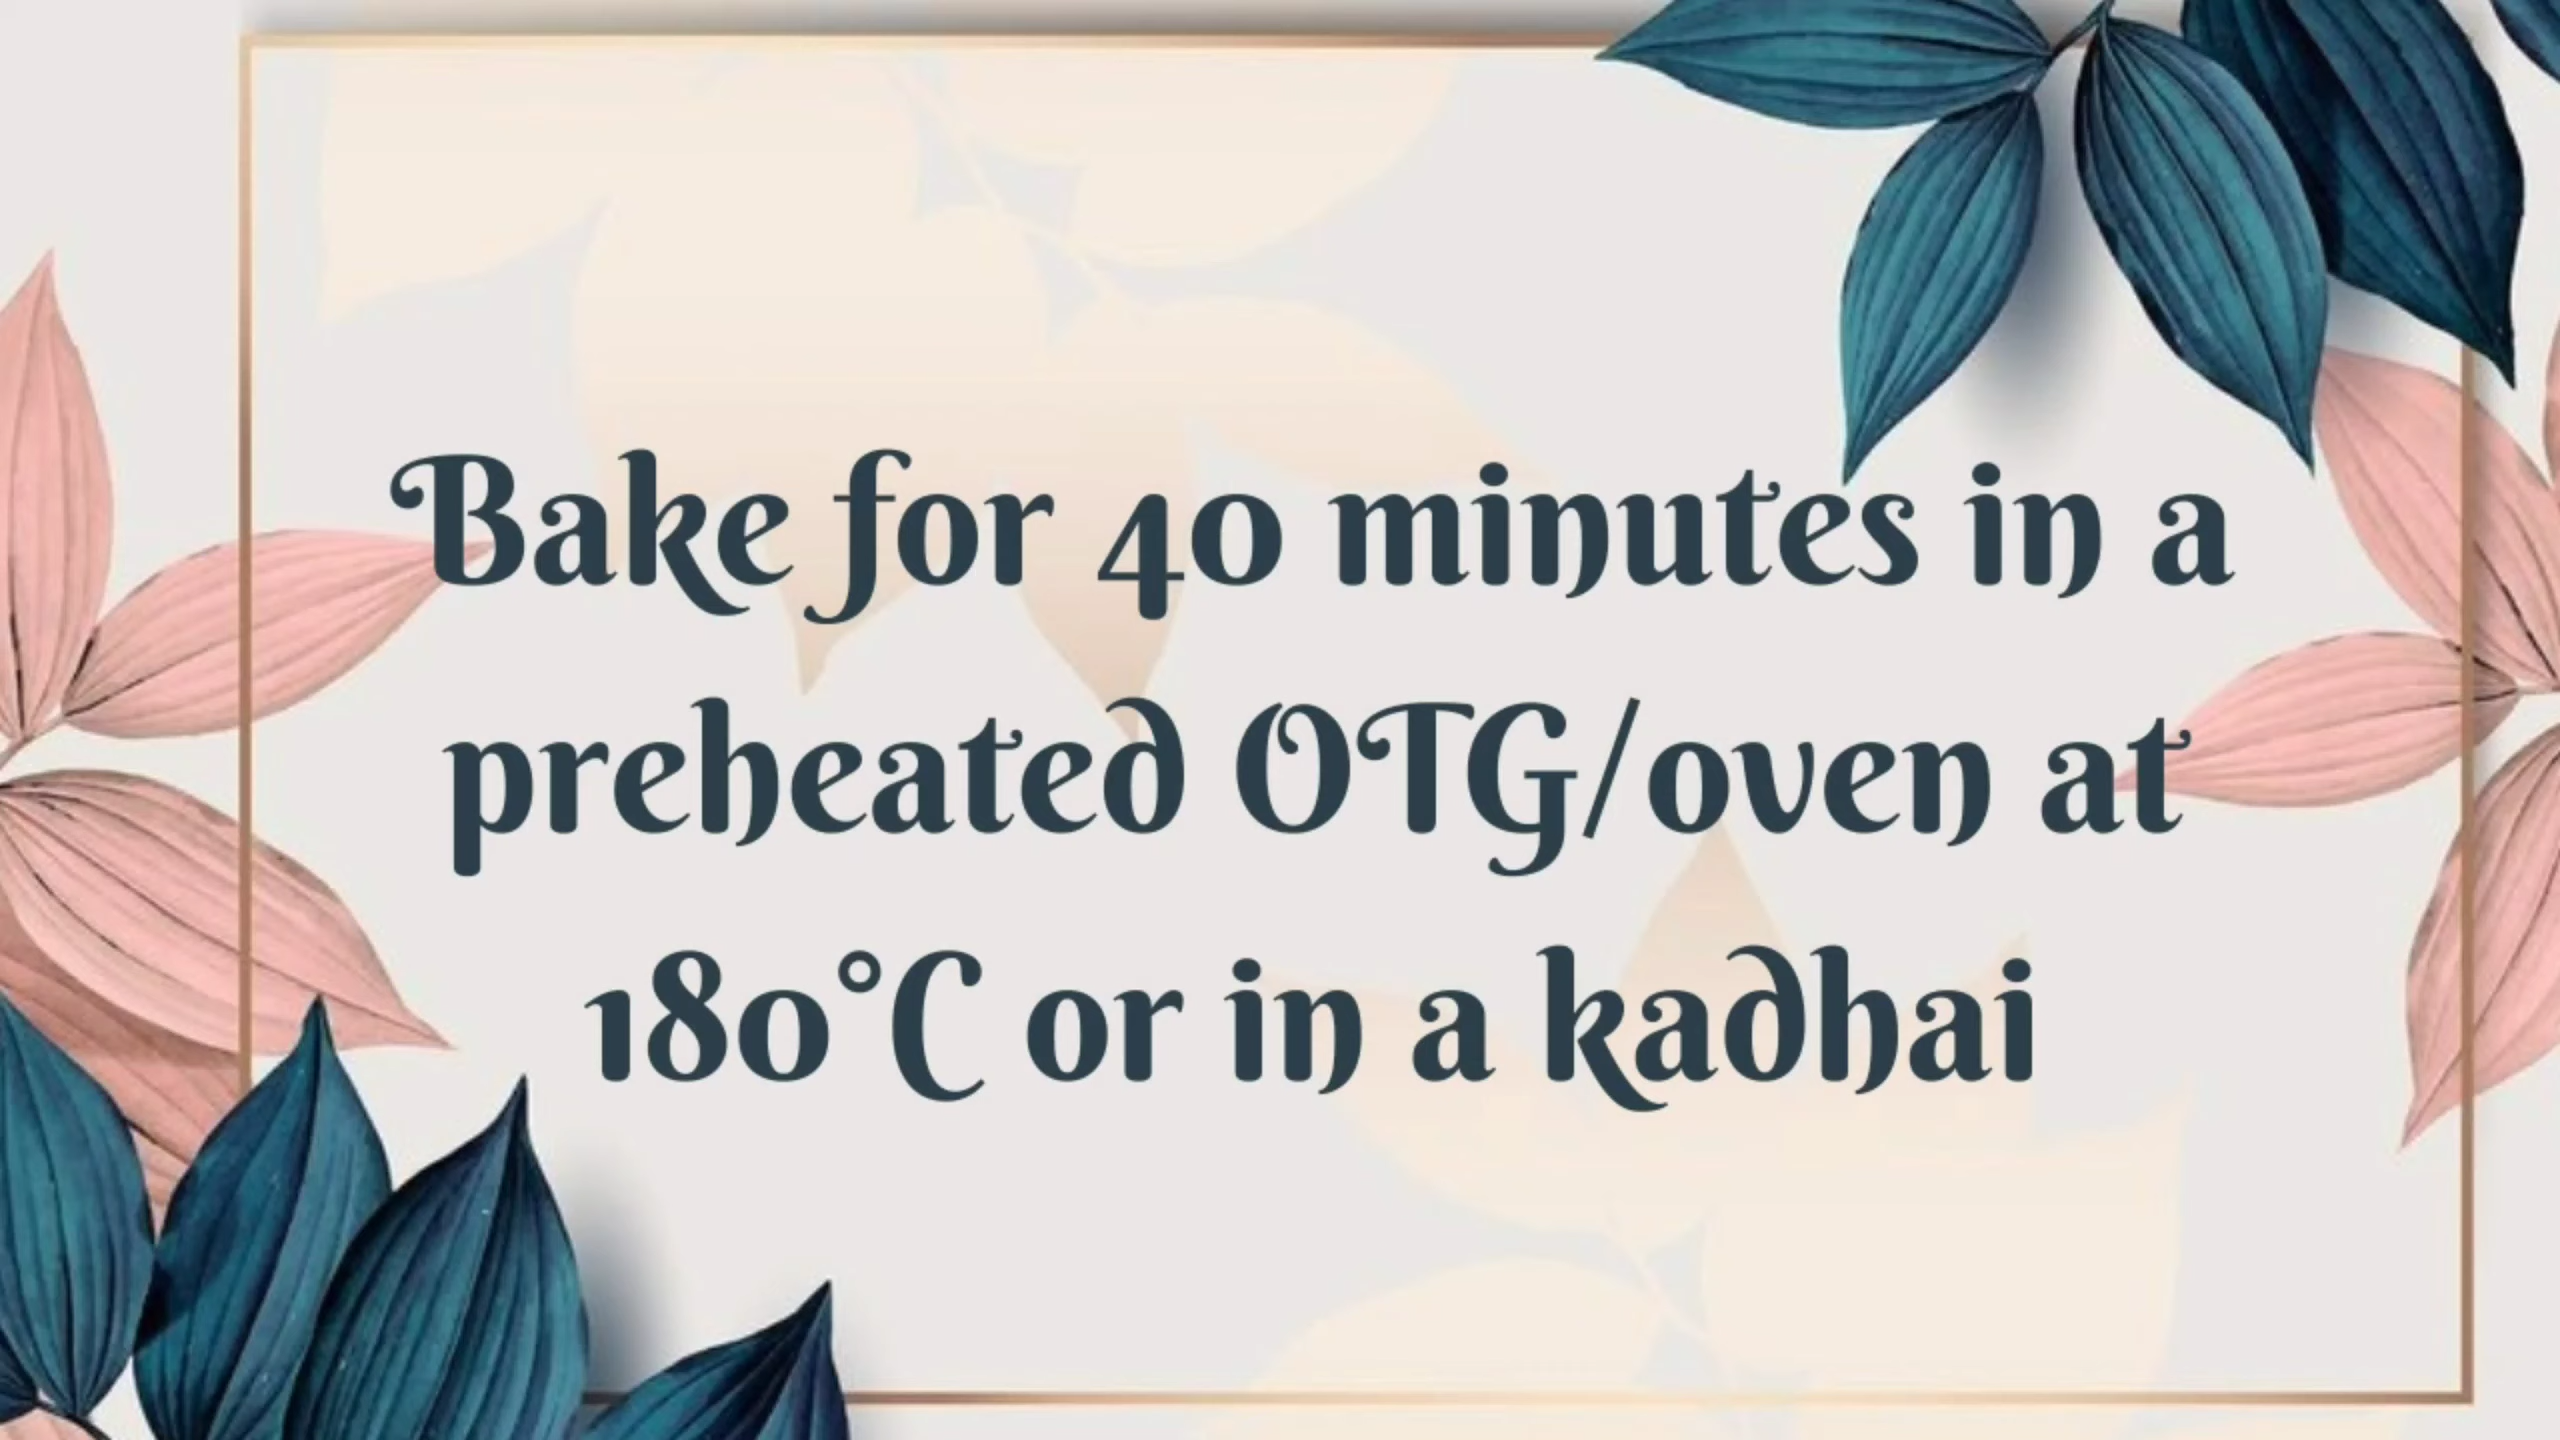 Bake for 40 minutes in a
preheated OTG/oven at
180°C or in a kadhai